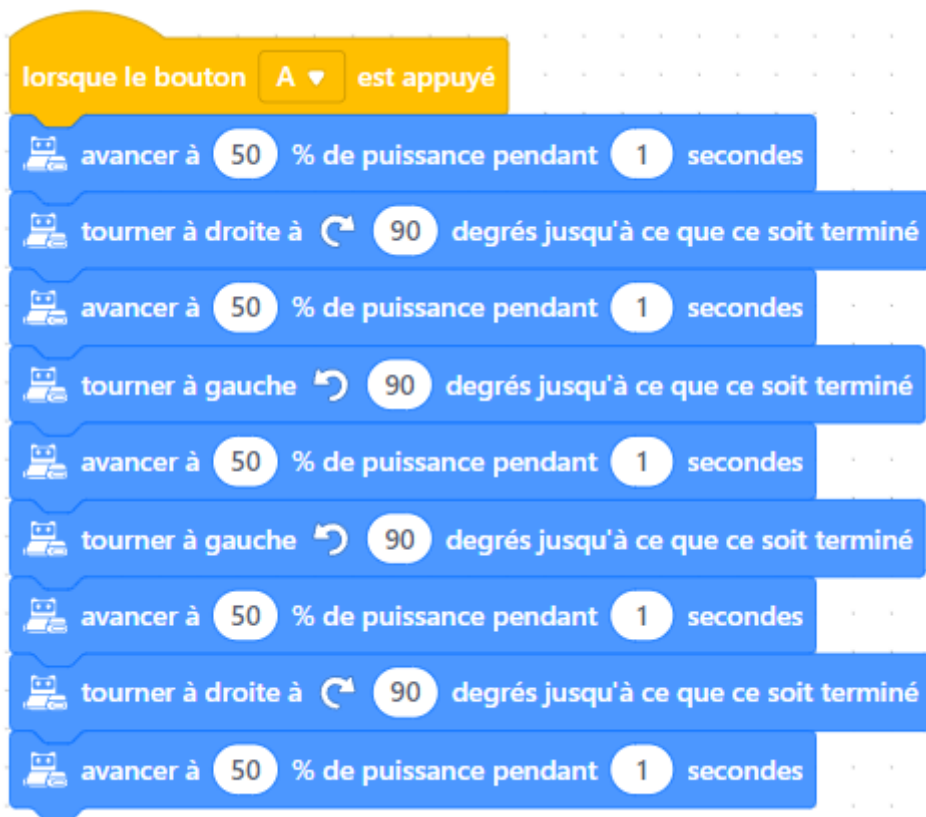 lorsque le bouton A est appuyé
avancer à 50 % de puissance pendant 1 secondes
tourner à droite à 90 degrés jusqu'à ce que ce soit terminé
avancer à 50 % de puissance pendant 1 secondes
tourner à gauche 90 degrés jusqu'à ce que ce soit terminé
avancer à 50 % de puissance pendant 1 secondes
tourner à gauche 90 degrés jusqu'à ce que ce soit terminé
avancer à 50 % de puissance pendant 1 secondes
tourner à droite à 90 degrés jusqu'à ce que ce soit terminé
avancer à 50 % de puissance pendant 1 secondes